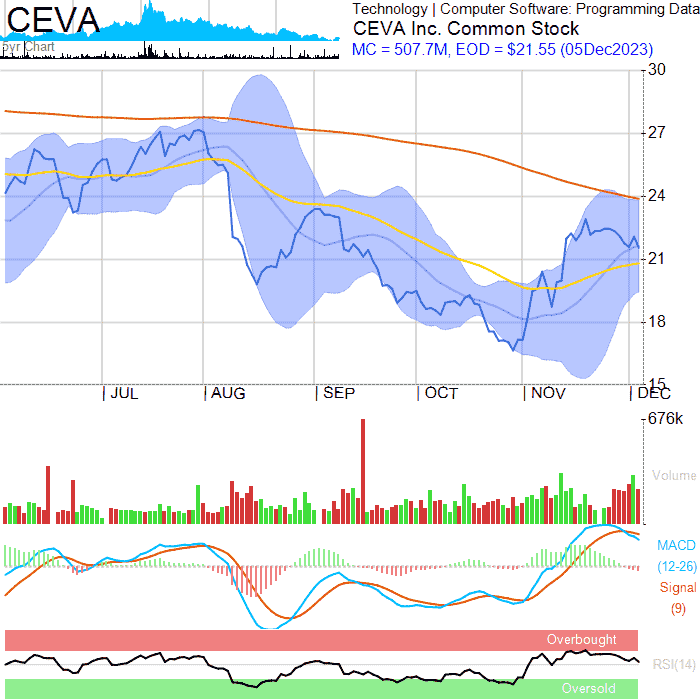 CEVA
5yr Chart
Technology | Computer Software: Programming Data
CEVA Inc. Common Stock
MC = 507.7M, EOD = $21.55 (05Dec2023)
30
27
24
21
18
15
JUL AUG SEP OCT NOV DEC
676k
Volume
MACD
(12-26)
Signal
(9)
Overbought
RSI(14)
Oversold